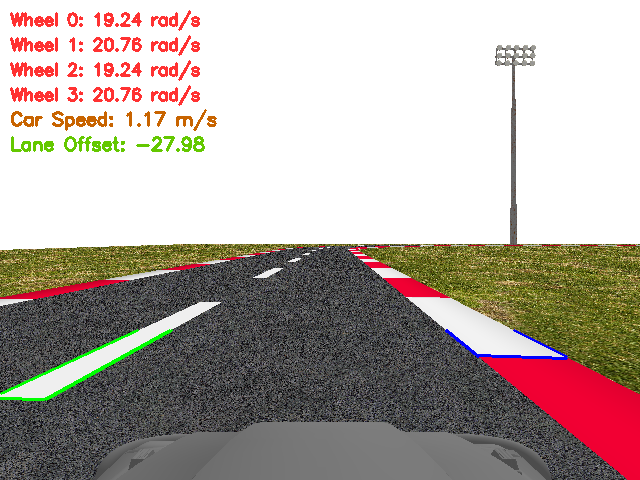 Wheel 0: 19.24 rad/s
Wheel 1: 20.76 rad/s
Wheel 2: 19.24 rad/s
Wheel 3: 20.76 rad/s
Car Speed: 1.17 m/s
Lane Offset: -27.98